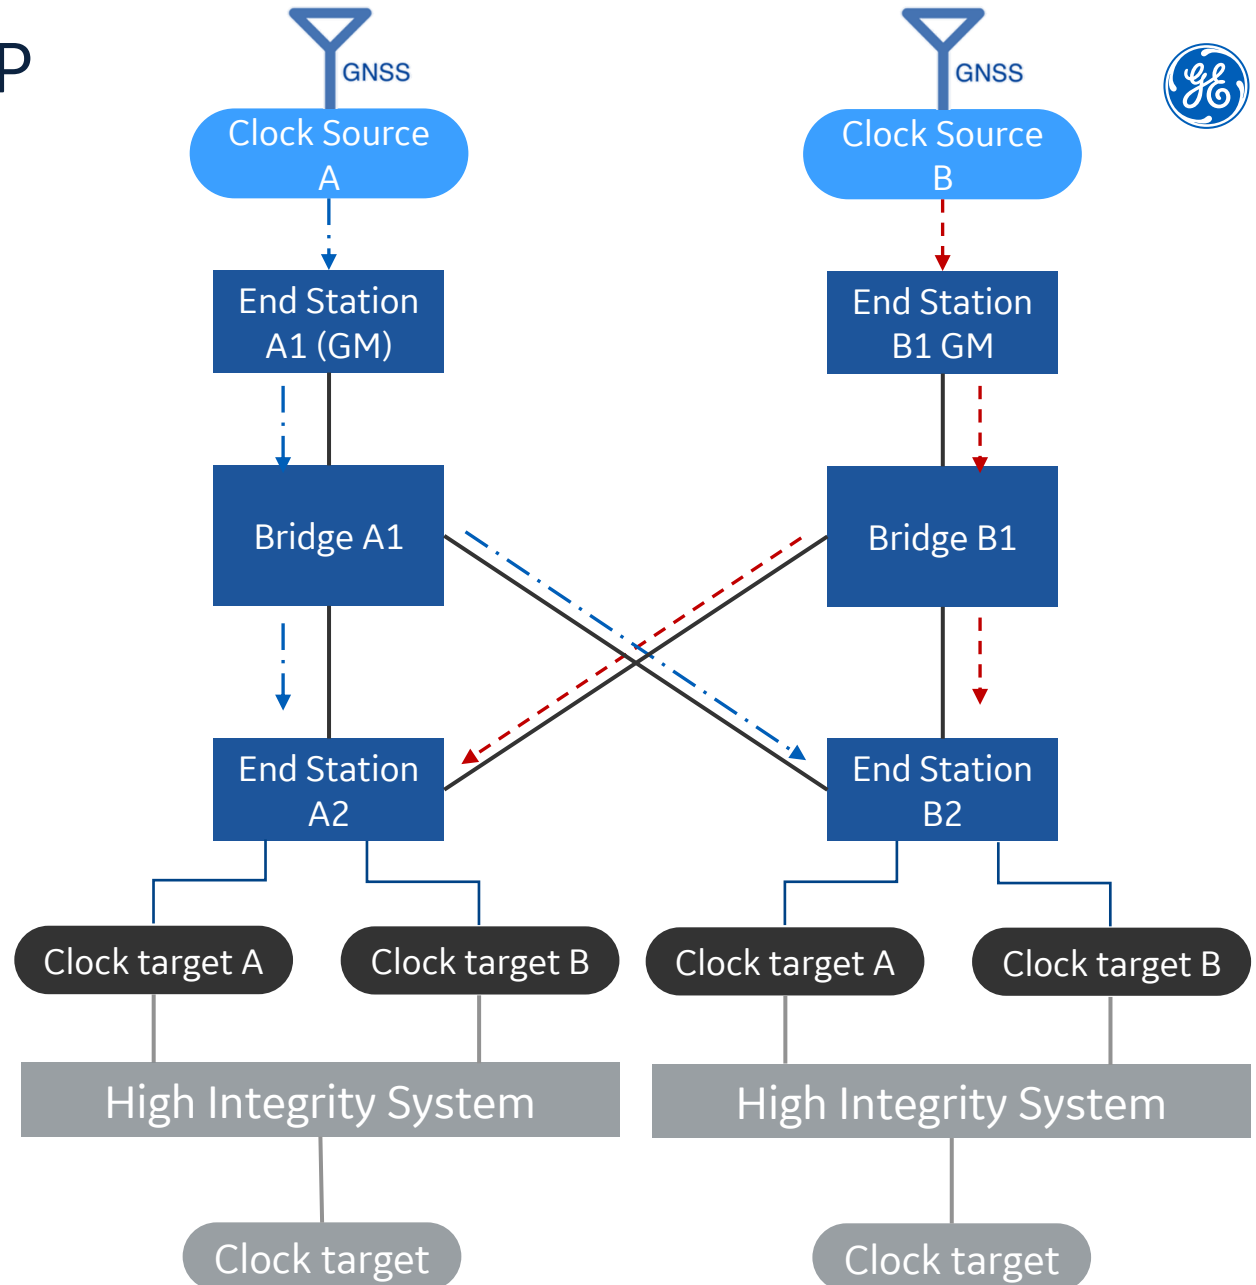 P
GNSS
GNSS
GE
Clock Source
A
Clock Source
B
End Station
A1 (GM)
End Station
B1 GM
Bridge A1
Bridge B1
End Station
A2
End Station
B2
Clock target A
Clock target B
Clock target A
Clock target B
High Integrity System
High Integrity System
Clock target
Clock target